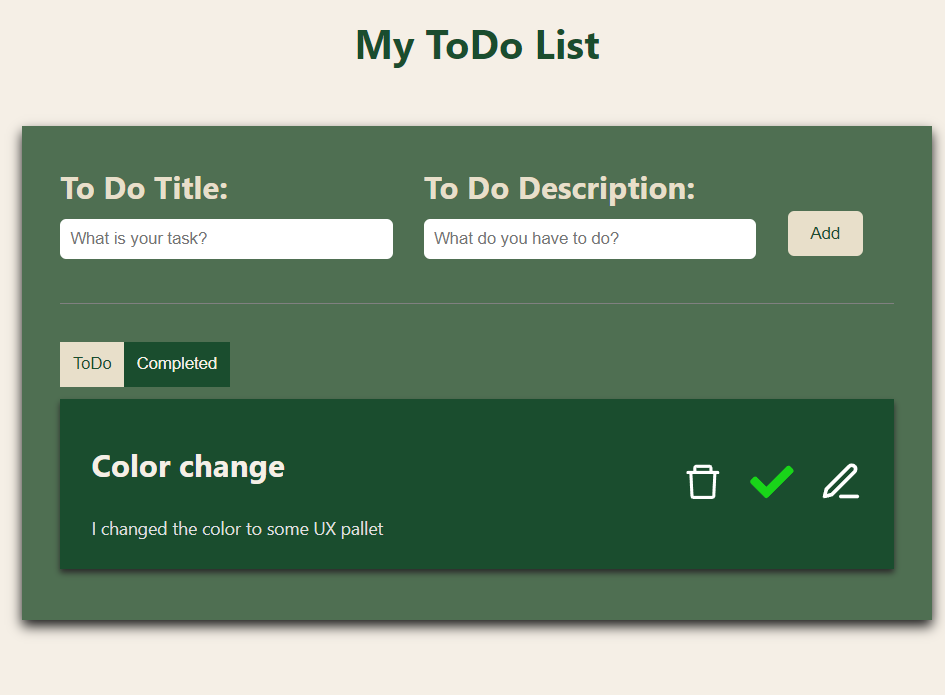 My ToDo List
To Do Title:
To Do Description:
What is your task?
What do you have to do?
Add
ToDo
Completed
Color change
I changed the color to some UX pallet